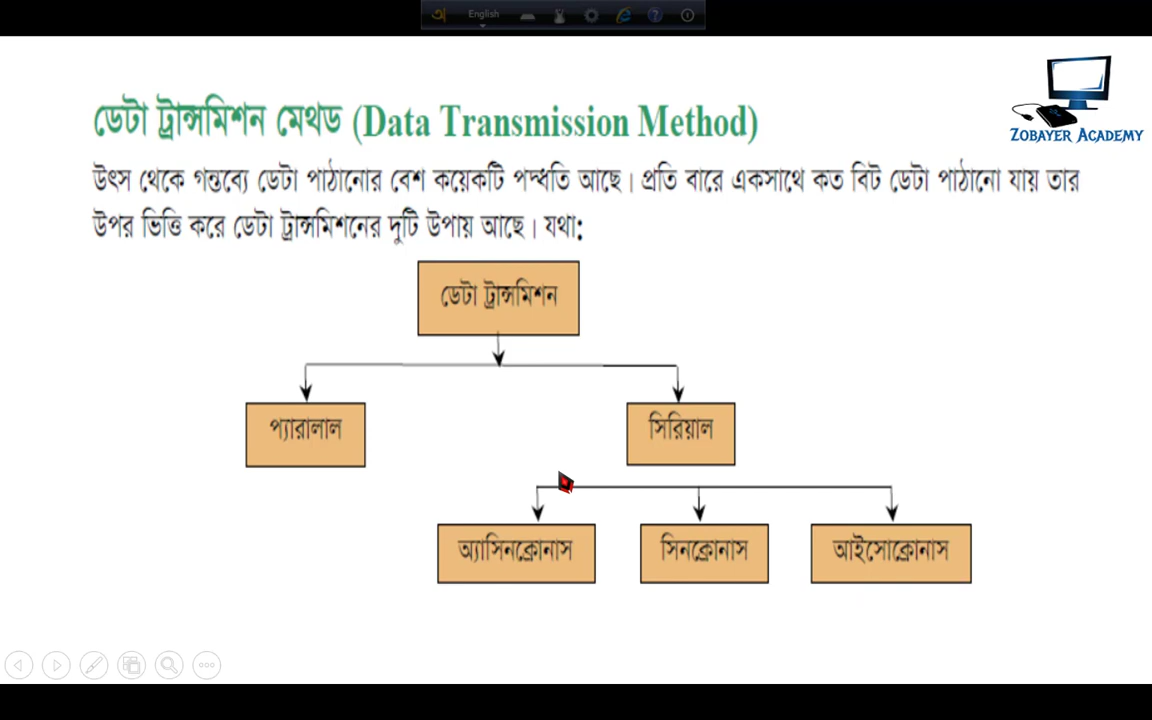 English
ZOBAYER ACADEMY
ডেটা ট্রান্সমিশন মেথড (Data Transmission Method)
উৎস থেকে গন্তব্যে ডেটা পাঠানোর বেশ কয়েকটি পদ্ধতি আছে। প্রতি বারে একসাথে কত বিট ডেটা পাঠানো যায় তার
উপর ভিত্তি করে ডেটা ট্রান্সমিশনের দুটি উপায় আছে। যথা:
ডেটা ট্রান্সমিশন
প্যারালাল
সিরিয়াল
অ্যাসিনক্রোনাস
সিনক্রোনাস
আইসোক্রোনাস